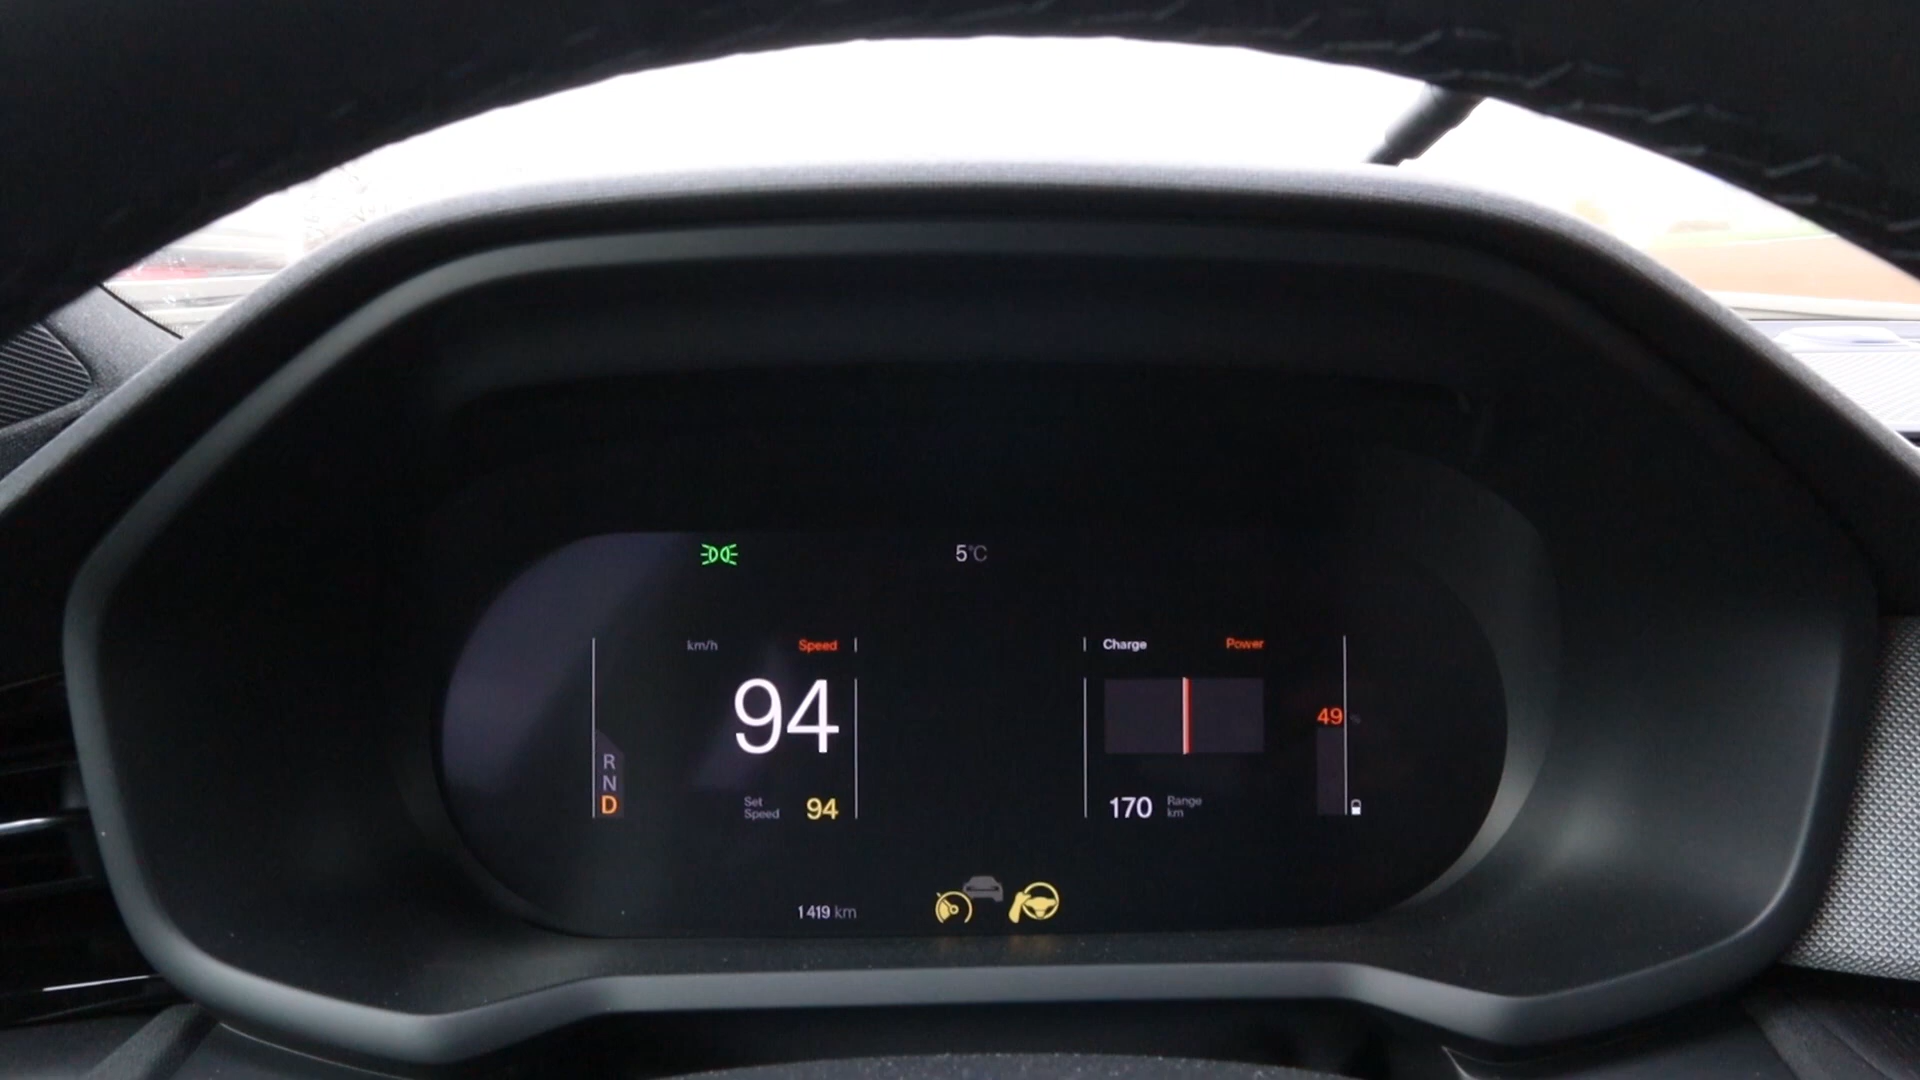 5°C
km/h Speed
94
R
N
D
Set
Speed
94
Charge Power
49 %
170
Range
km
1 419 km